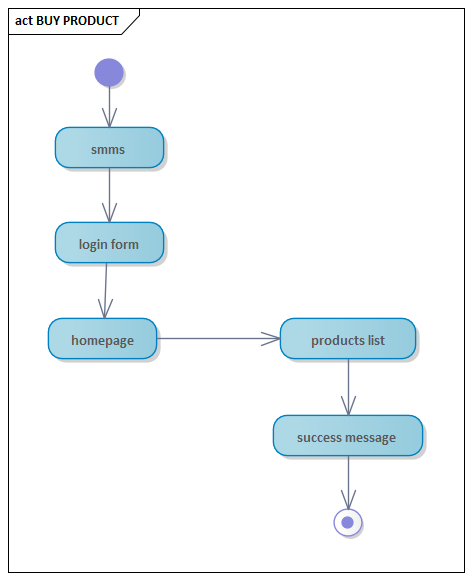 act BUY PRODUCT
smms
login form
homepage
products list
success message